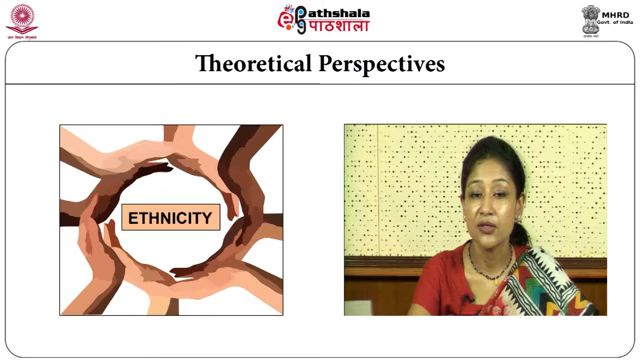 Pathshala
पाठशाला
MHRD
Govt. of India
Theoretical Perspectives
ETHNICITY